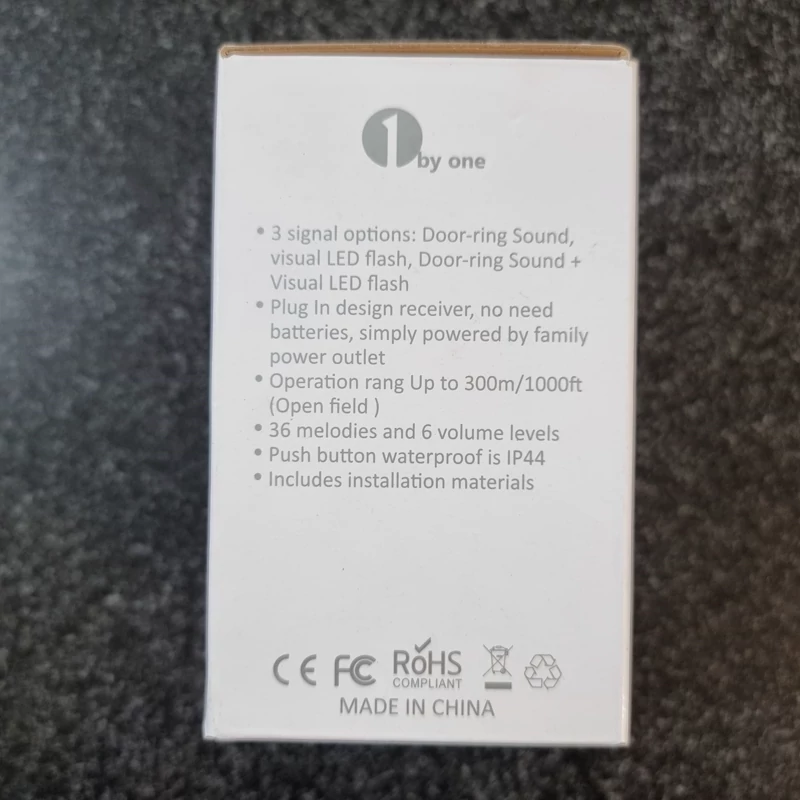 1 by one
• 3 signal options: Door-ring Sound,
visual LED flash, Door-ring Sound +
Visual LED flash
• Plug In design receiver, no need
batteries, simply powered by family
power outlet
• Operation rang Up to 300m/1000ft
(Open field )
• 36 melodies and 6 volume levels
• Push button waterproof is IP44
• Includes installation materials
CE FC RoHS
COMPLIANT
MADE IN CHINA